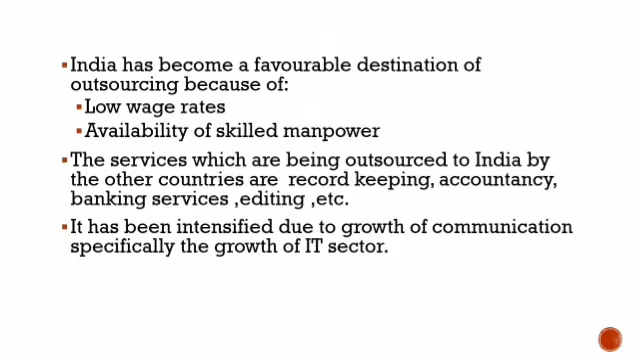 ▪India has become a favourable destination of
outsourcing because of:
▪Low wage rates
▪Availability of skilled manpower
▪The services which are being outsourced to India by
the other countries are  record keeping, accountancy,
banking services ,editing ,etc.
▪It has been intensified due to growth of communication
specifically the growth of IT sector.